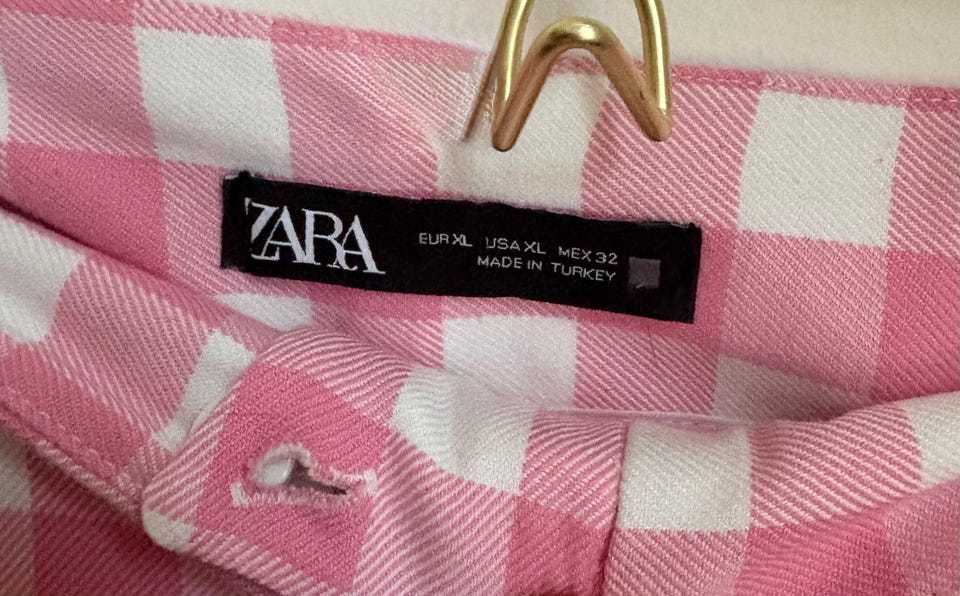 ZARA
EUR XL USA XL MEX 32
MADE IN TURKEY